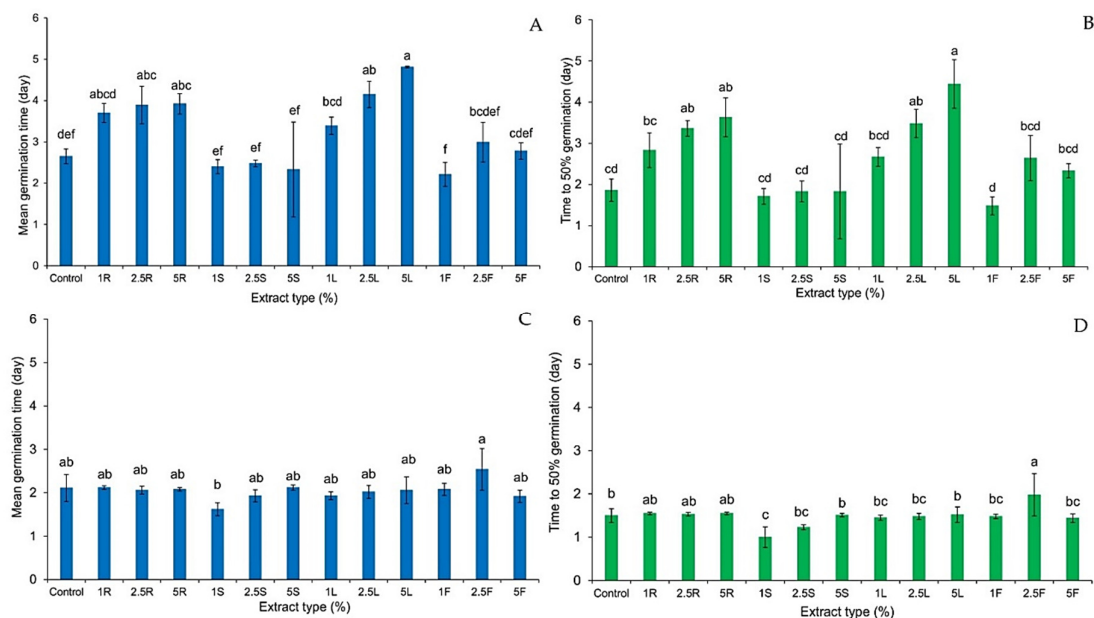 A
Mean germination time (day)
6
5
4
3
2
1
0
def
abcd
abc
abc
ef
ef
ef
bcd
ab
a
f
bcdef
cdef
Control 1R 2.5R 5R 1S 2.5S 5S 1L 2.5L 5L 1F 2.5F 5F
Extract type (%)
B
Time to 50% germination (day)
6
5
4
3
2
1
0
cd
bc
ab
ab
cd
cd
cd
bcd
ab
a
d
bcd
bcd
Control 1R 2.5R 5R 1S 2.5S 5S 1L 2.5L 5L 1F 2.5F 5F
Extract type (%)
C
Mean germination time (day)
6
5
4
3
2
1
0
ab
ab
ab
ab
b
ab
ab
ab
ab
ab
ab
a
ab
Control 1R 2.5R 5R 1S 2.5S 5S 1L 2.5L 5L 1F 2.5F 5F
Extract type (%)
D
Time to 50% germination (day)
6
5
4
3
2
1
0
b
ab
ab
ab
c
bc
b
bc
bc
b
bc
a
bc
Control 1R 2.5R 5R 1S 2.5S 5S 1L 2.5L 5L 1F 2.5F 5F
Extract type (%)